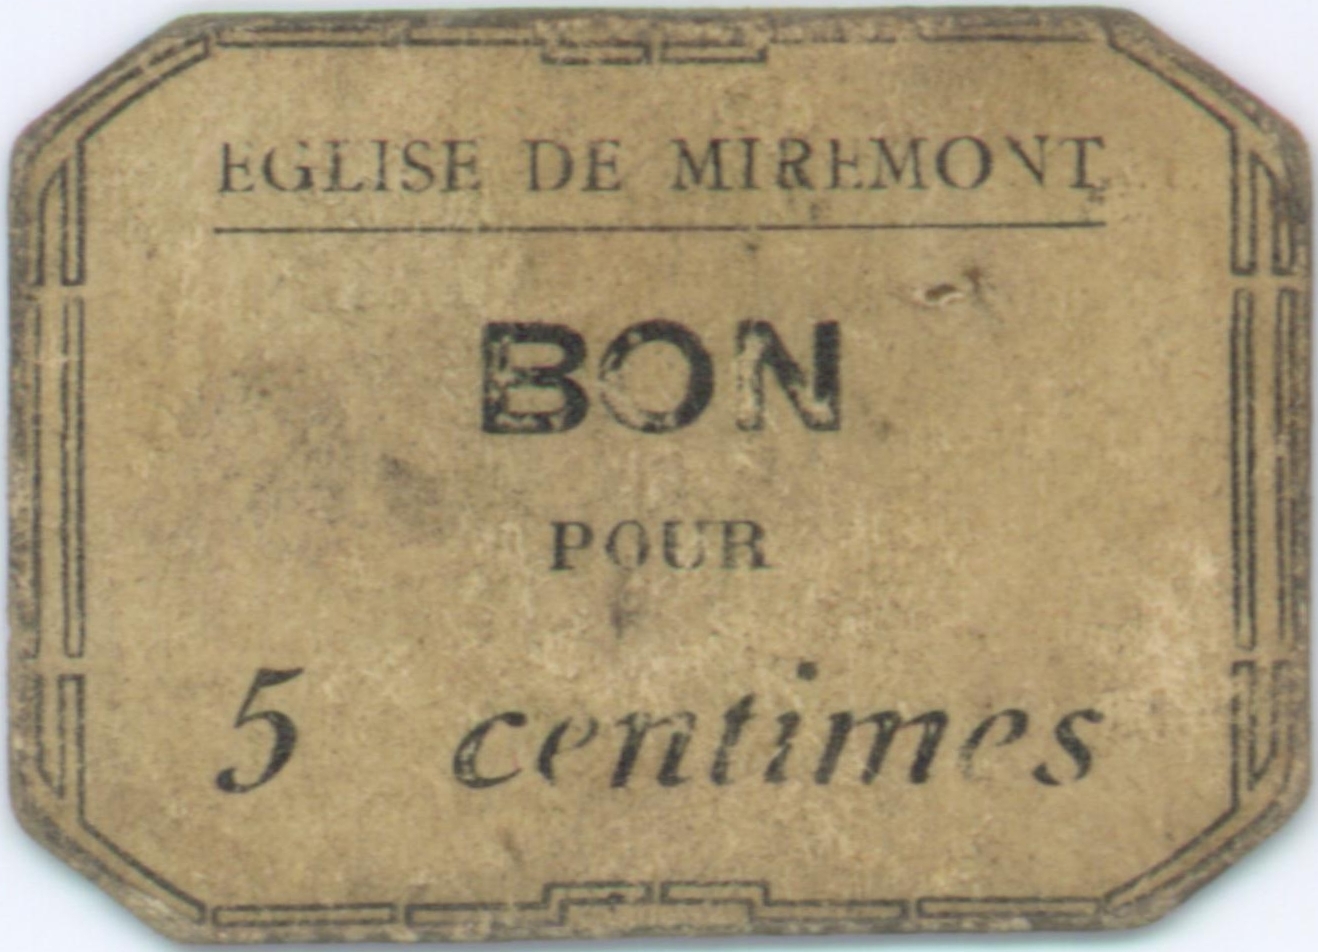 EGLISE DE MIREMONT
BON
POUR
5 centimes